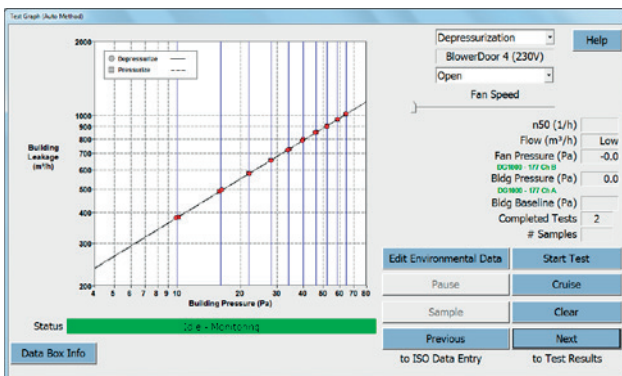 Test Graph (Auto Method)
2000
1000
900
800
700
600
500
400
300
200
Building
Leakage
(m³/h)
Depressurize
Pressurize
4 5 6 7 8 9 10 20 30 40 50 60 70 80
Building Pressure (Pa)
Status Idle - Monitoring
Data Box Info
Depressurization
Help
BlowerDoor 4 (230V)
Open
Fan Speed
n50 (1/h)
Flow (m³/h) Low
Fan Pressure (Pa) -0.0
DG1000 - 177 Ch B
Bldg Pressure (Pa) 0.0
DG1000 - 177 Ch A
Bldg Baseline (Pa)
Completed Tests 2
# Samples
Edit Environmental Data Start Test
Pause Cruise
Sample Clear
Previous Next
to ISO Data Entry to Test Results